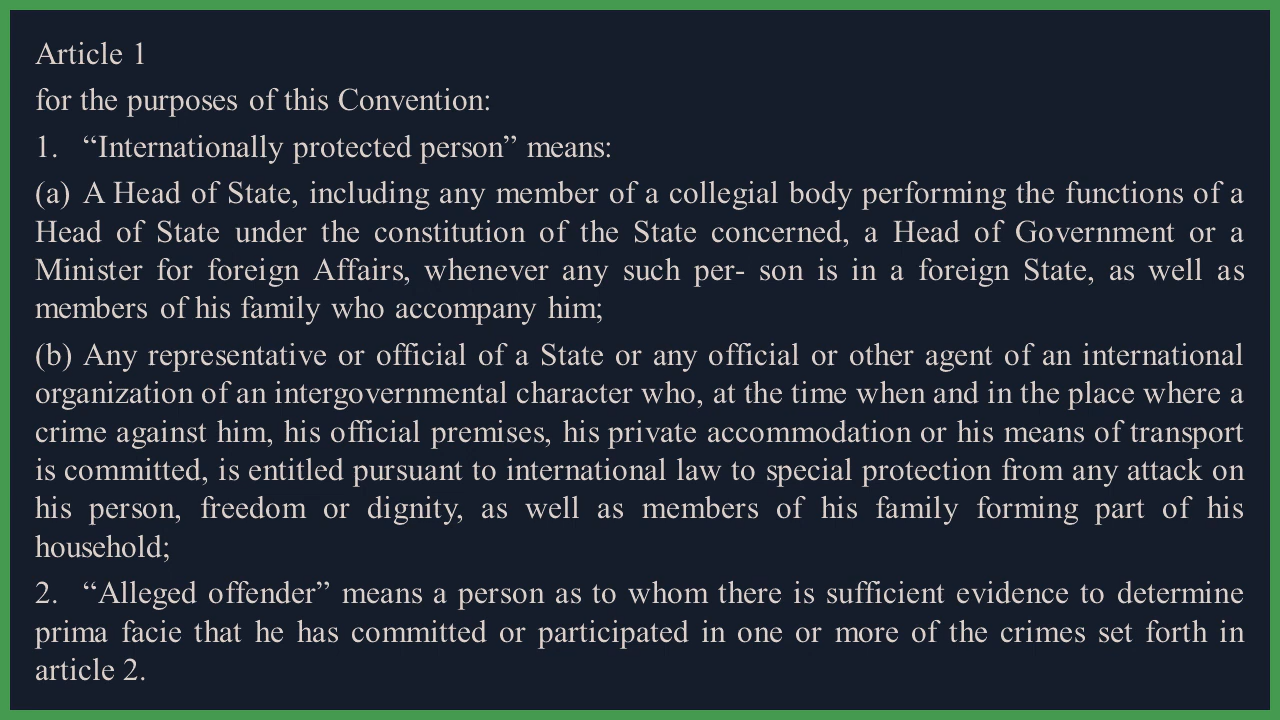 Article 1
for the purposes of this Convention:
1. “Internationally protected person” means:
(a) A Head of State, including any member of a collegial body performing the functions of a
Head of State under the constitution of the State concerned, a Head of Government or a
Minister for foreign Affairs, whenever any such per- son is in a foreign State, as well as
members of his family who accompany him;
(b) Any representative or official of a State or any official or other agent of an international
organization of an intergovernmental character who, at the time when and in the place where a
crime against him, his official premises, his private accommodation or his means of transport
is committed, is entitled pursuant to international law to special protection from any attack on
his person, freedom or dignity, as well as members of his family forming part of his
household;
2. “Alleged offender” means a person as to whom there is sufficient evidence to determine
prima facie that he has committed or participated in one or more of the crimes set forth in
article 2.